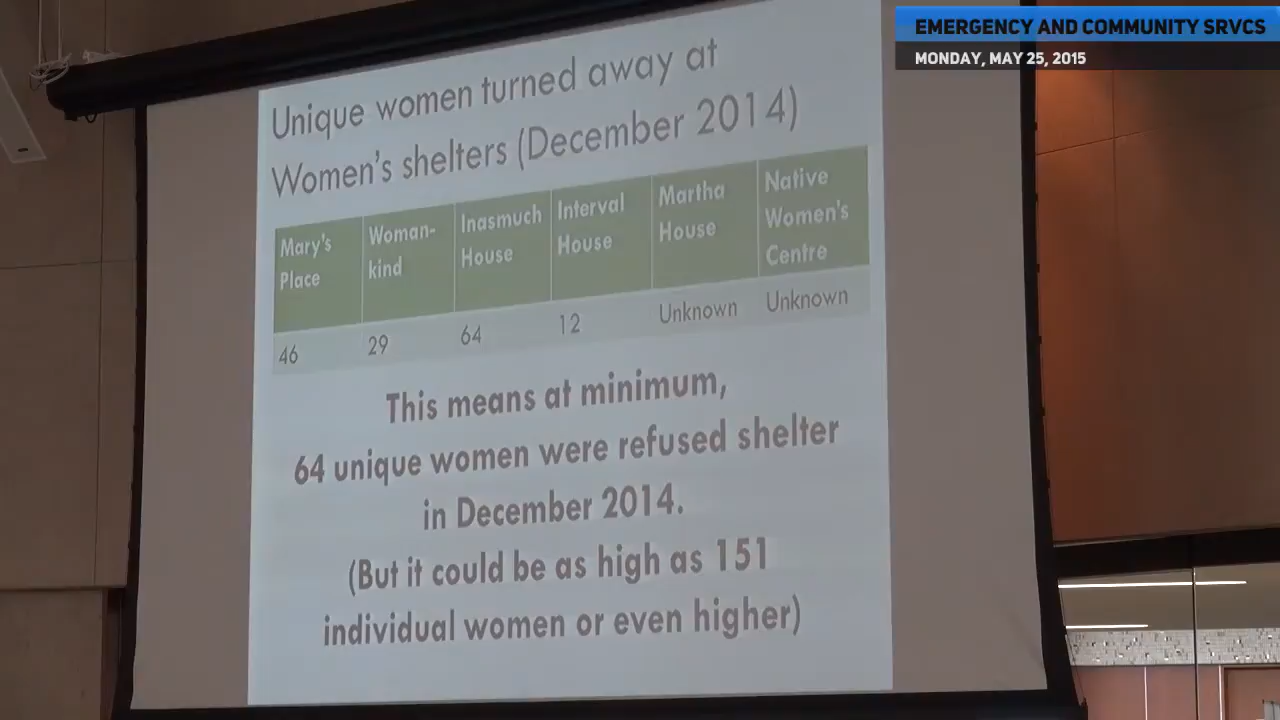 EMERGENCY AND COMMUNITY SRVCS
MONDAY, MAY 25, 2015
Unique women turned away at
Women's shelters (December 2014)
Mary's
Place
Woman-
kind
Inasmuch
House
Interval
House
Martha
House
Native
Women's
Centre
46
29
64
12
Unknown
Unknown
This means at minimum,
64 unique women were refused shelter
in December 2014.
(But it could be as high as 151
individual women or even higher)